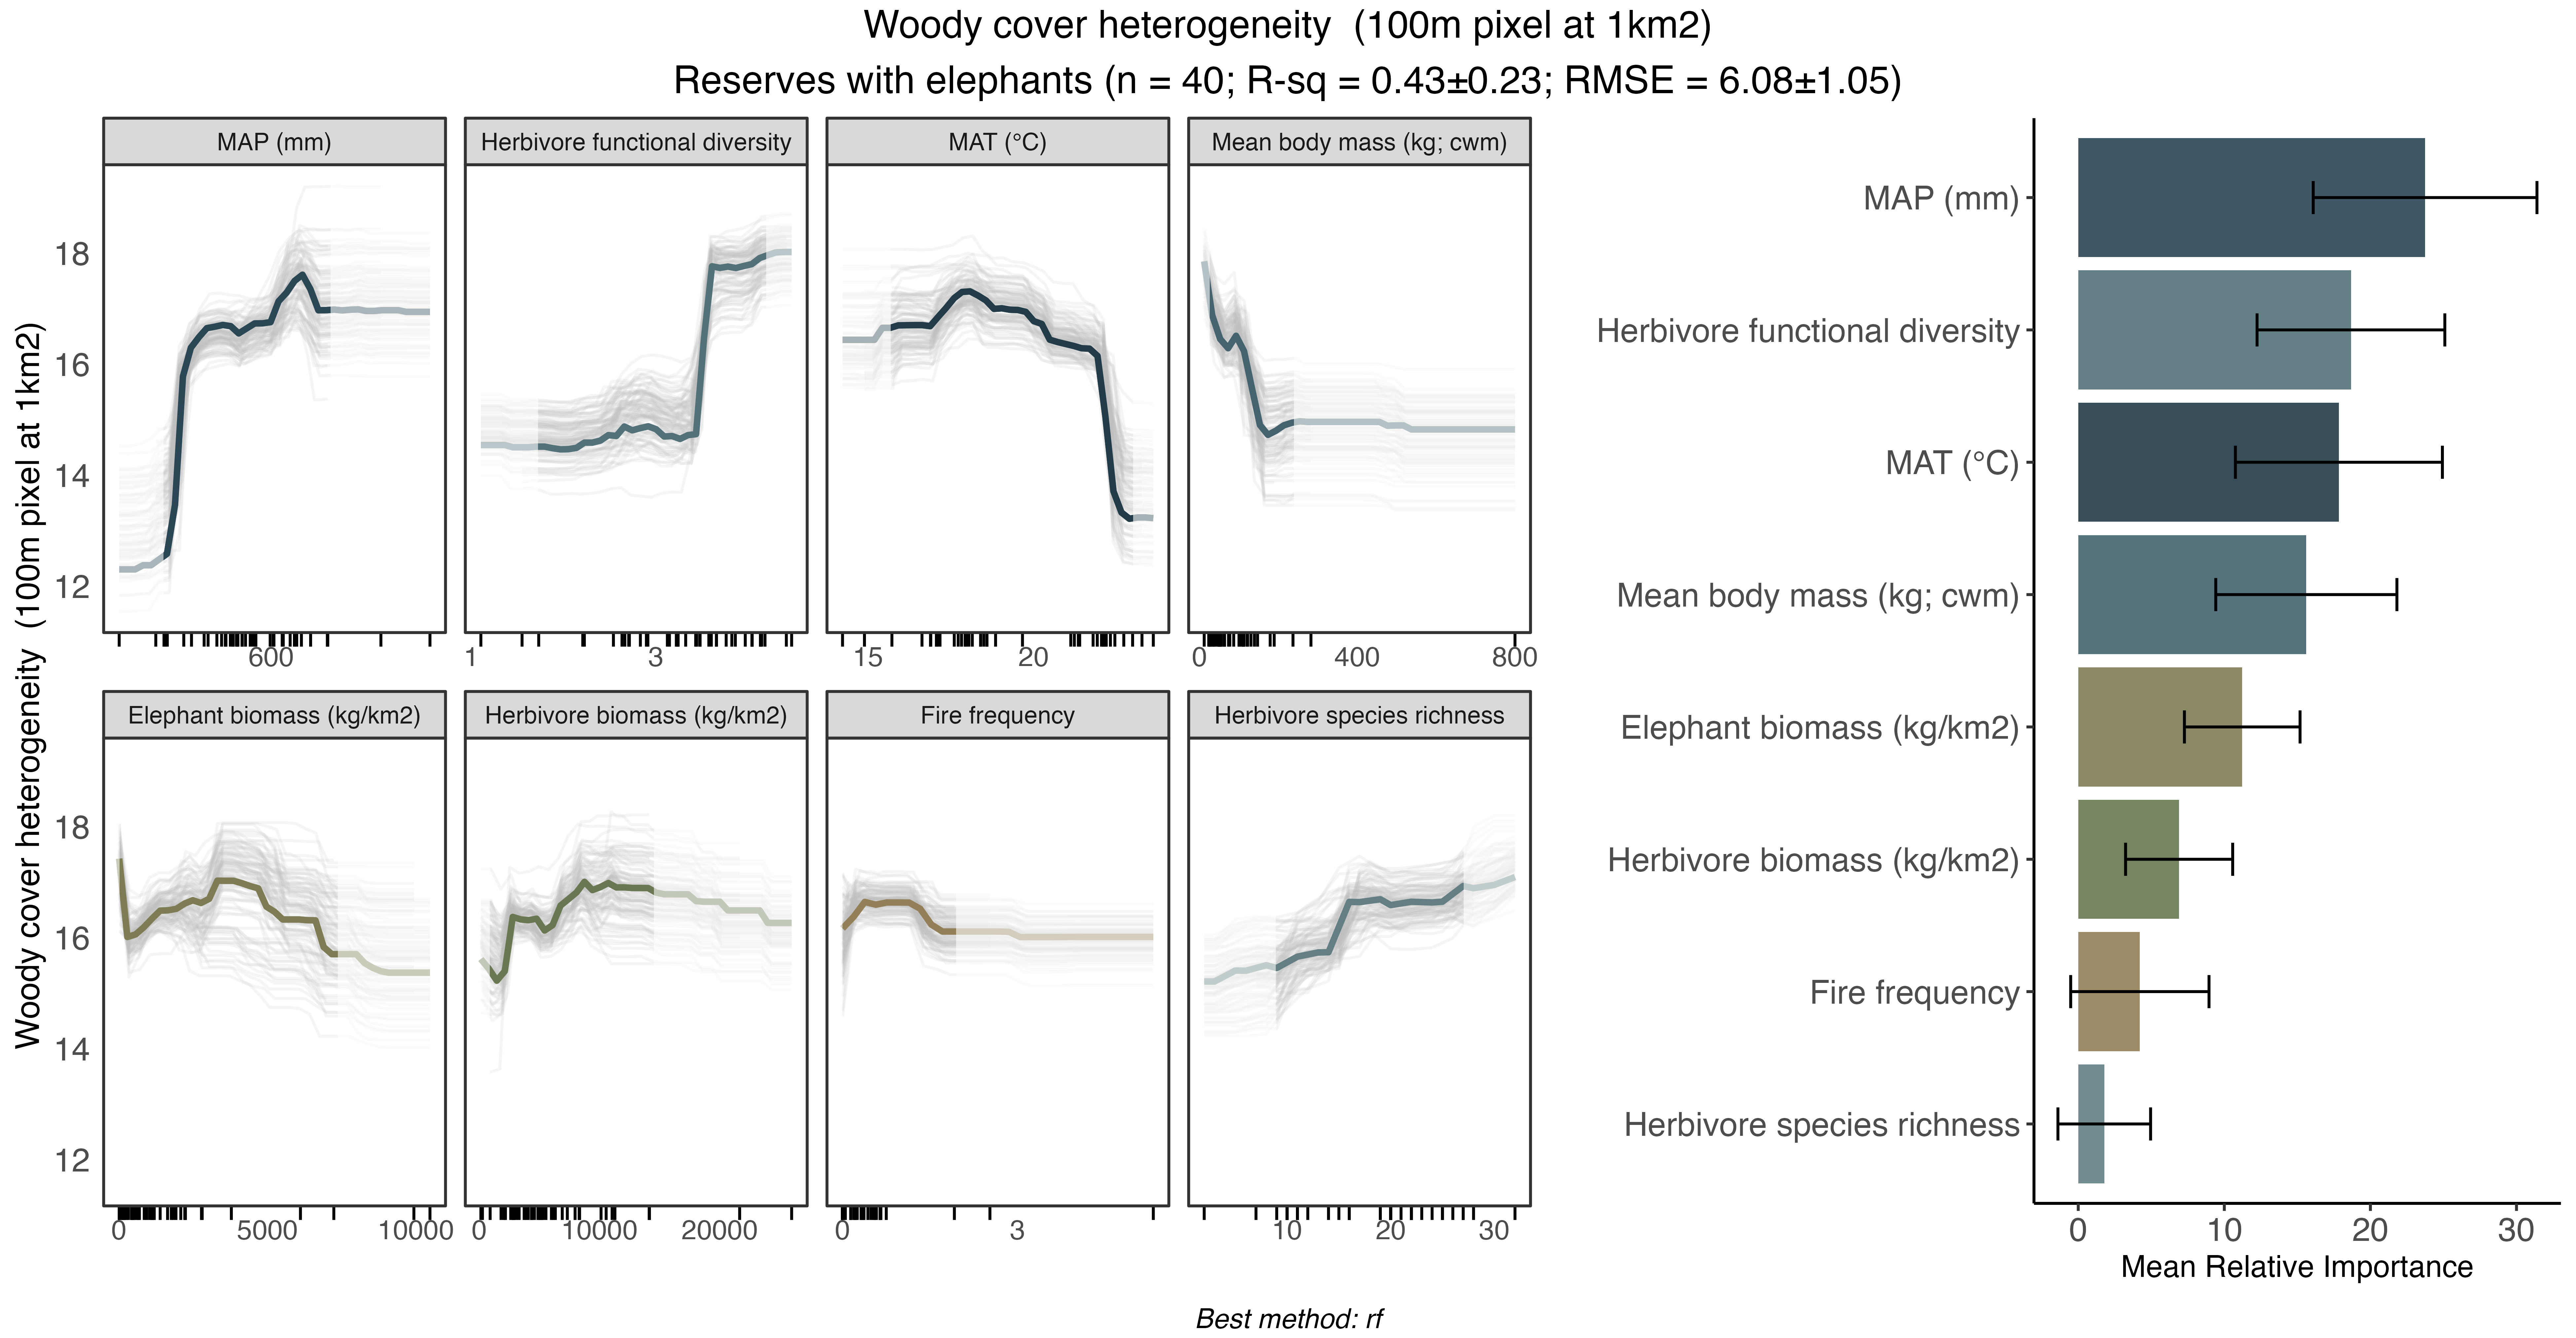 Woody cover heterogeneity  (100m pixel at 1km2)
Reserves with elephants (n = 40; R-sq = 0.43±0.23; RMSE = 6.08±1.05)
Woody cover heterogeneity  (100m pixel at 1km2)
MAP (mm)
Herbivore functional diversity
MAT (°C)
Mean body mass (kg; cwm)
18
16
14
12
600
1 3
15 20
0 400 800
Elephant biomass (kg/km2)
Herbivore biomass (kg/km2)
Fire frequency
Herbivore species richness
18
16
14
12
0 5000 10000
0 10000 20000
0 3
10 20 30
MAP (mm)
Herbivore functional diversity
MAT (°C)
Mean body mass (kg; cwm)
Elephant biomass (kg/km2)
Herbivore biomass (kg/km2)
Fire frequency
Herbivore species richness
0 10 20 30
Mean Relative Importance
Best method: rf